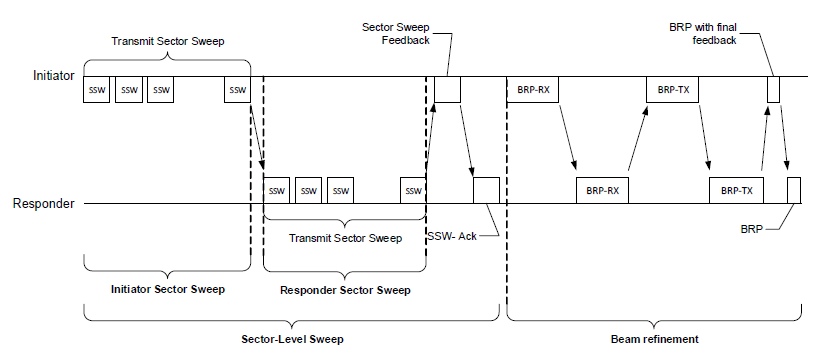 Sector Sweep
Feedback
BRP with final
feedback
Transmit Sector Sweep
Initiator
SSW
SSW
SSW
SSW
BRP-RX
BRP-TX
Responder
SSW
SSW
SSW
SSW
BRP-RX
BRP-TX
Transmit Sector Sweep
SSW- Ack
BRP
Initiator Sector Sweep
Responder Sector Sweep
Sector-Level Sweep
Beam refinement